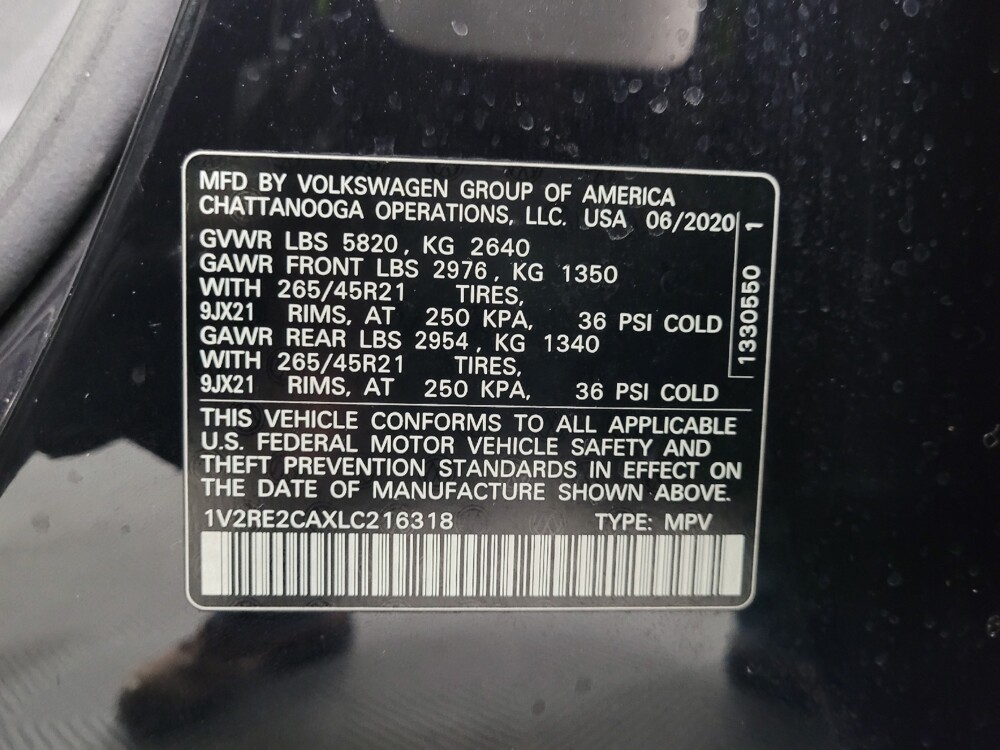 MFD BY VOLKSWAGEN GROUP OF AMERICA
CHATTANOOGA OPERATIONS, LLC. USA 06/2020
GVWR LBS 5820, KG 2640
GAWR FRONT LBS 2976, KG 1350
WITH 265/45R21 TIRES,
9JX21 RIMS, AT 250 KPA, 36 PSI COLD
GAWR REAR LBS 2954, KG 1340
WITH 265/45R21 TIRES,
9JX21 RIMS, AT 250 KPA, 36 PSI COLD
1330550 1
THIS VEHICLE CONFORMS TO ALL APPLICABLE
U.S. FEDERAL MOTOR VEHICLE SAFETY AND
THEFT PREVENTION STANDARDS IN EFFECT ON
THE DATE OF MANUFACTURE SHOWN ABOVE.
1V2RE2CAXLC216318 TYPE: MPV